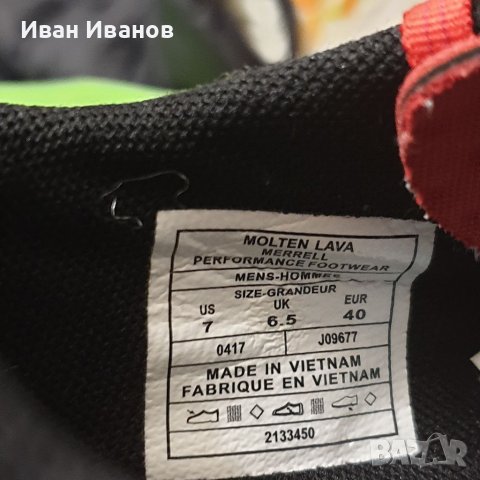 Иван Иванов
MOLTEN LAVA
MERRELL
PERFORMANCE FOOTWEAR
MENS-HOMMES
SIZE-GRANDEUR
US UK EUR
7 6.5 40
0417 J09677
MADE IN VIETNAM
FABRIQUE EN VIETNAM
2133450
BAZAR